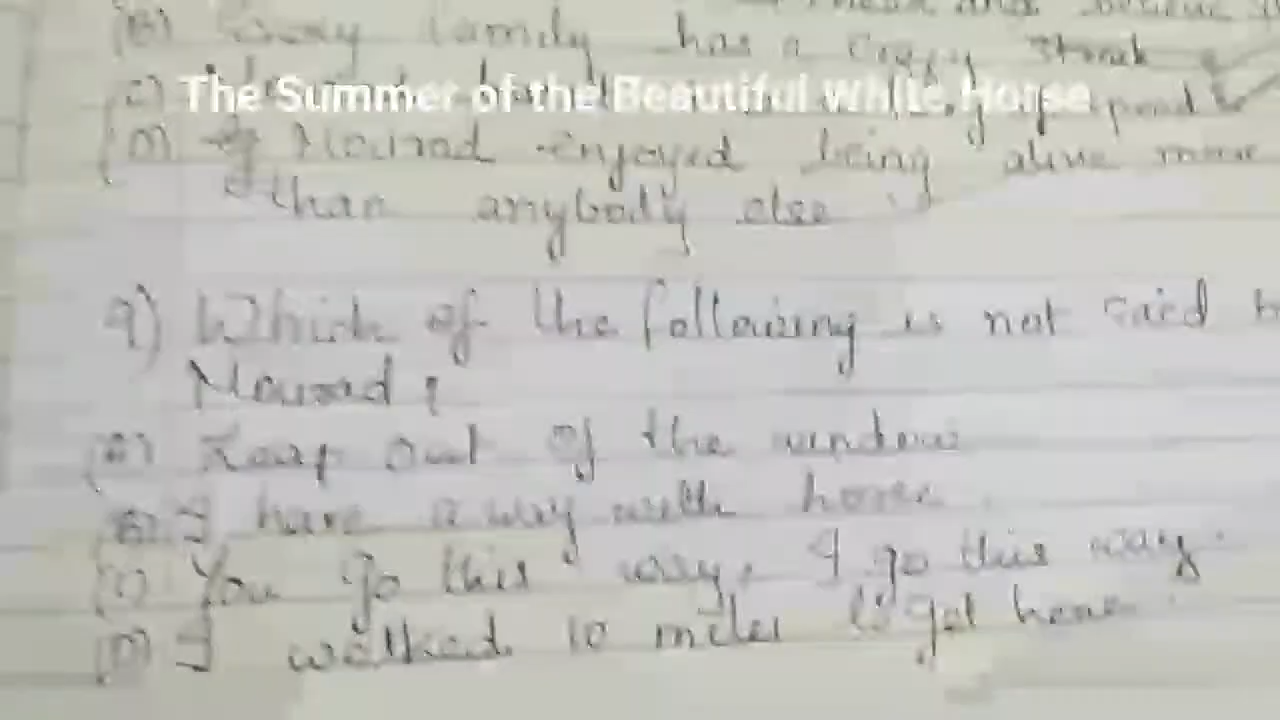 (B) Every family has a crazy streak
The Summer of the Beautiful White Horse
(D) Mourad enjoyed being alive more
than anybody else
9) Which of the following is not said
Mourad ?
(A) Leap out of the window
(B) I have a way with horse.
(C) You go this way, I go this way.
(D) I walked 10 miles to get here.